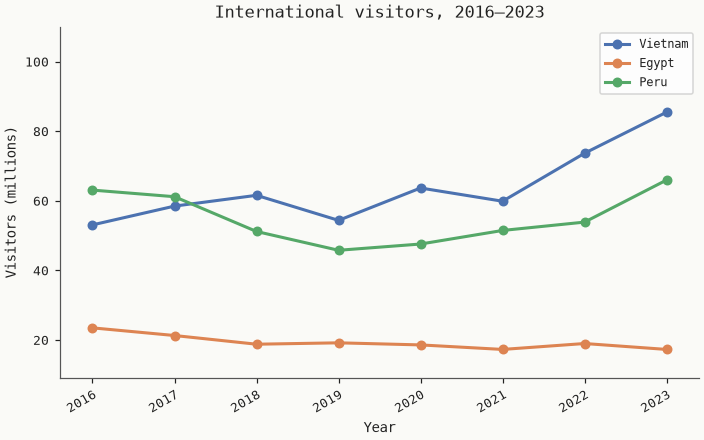 International visitors, 2016–2023
Vietnam
Egypt
Peru
Visitors (millions)
100
80
60
40
20
2016
2017
2018
2019
2020
2021
2022
2023
Year